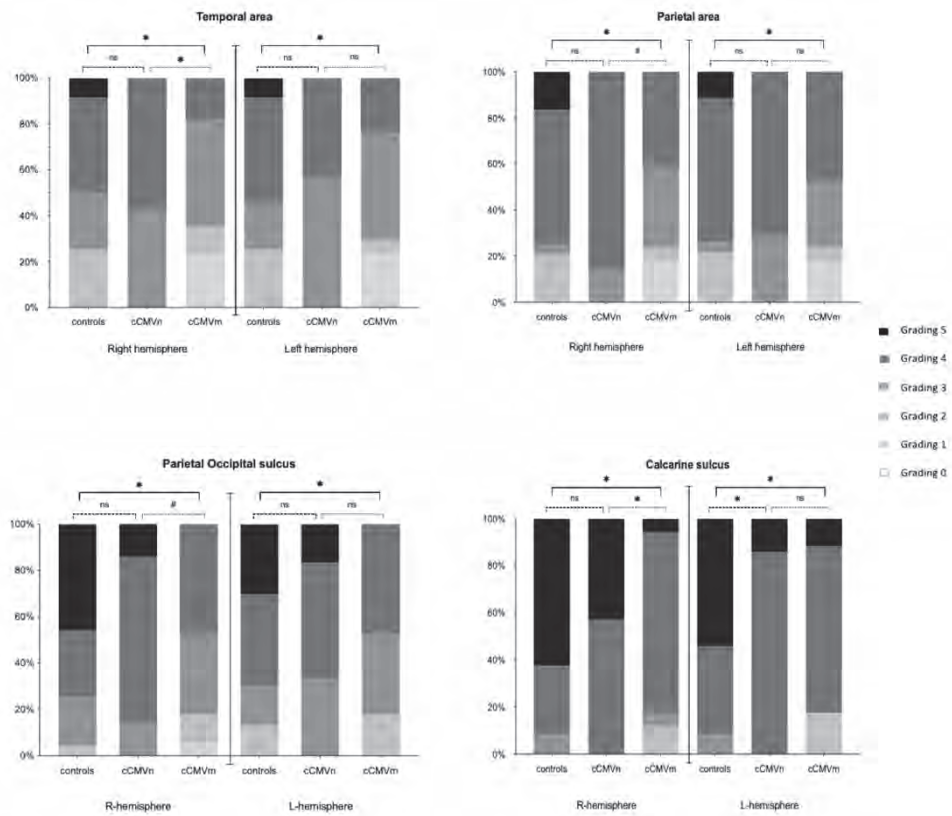 Temporal area
*
*
ns
*
ns
ns
100%
80%
60%
40%
20%
0%
controls
cCMVn
cCMVm
controls
cCMVn
cCMVm
Right hemisphere
Left hemisphere
Parietal area
*
*
ns
#
ns
ns
100%
80%
60%
40%
20%
0%
controls
cCMVn
cCMVm
controls
cCMVn
cCMVm
Right hemisphere
Left hemisphere
Grading 5
Grading 4
Grading 3
Grading 2
Grading 1
Grading 0
Parietal Occipital sulcus
*
*
ns
#
ns
ns
100%
80%
60%
40%
20%
0%
controls
cCMVn
cCMVm
controls
cCMVn
cCMVm
R-hemisphere
L-hemisphere
Calcarine sulcus
*
*
ns
*
*
ns
100%
80%
60%
40%
20%
0%
controls
cCMVn
cCMVm
controls
cCMVn
cCMVm
R-hemisphere
L-hemisphere